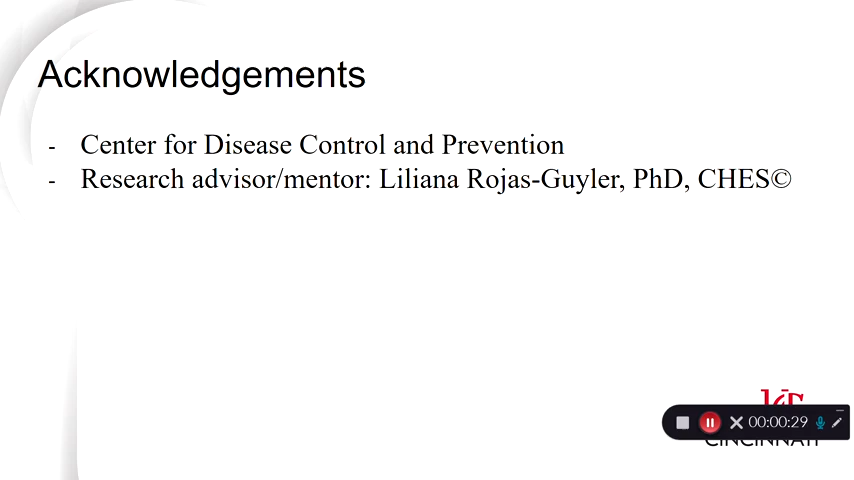 Acknowledgements
- Center for Disease Control and Prevention
- Research advisor/mentor: Liliana Rojas-Guyler, PhD, CHES©
00:00:29